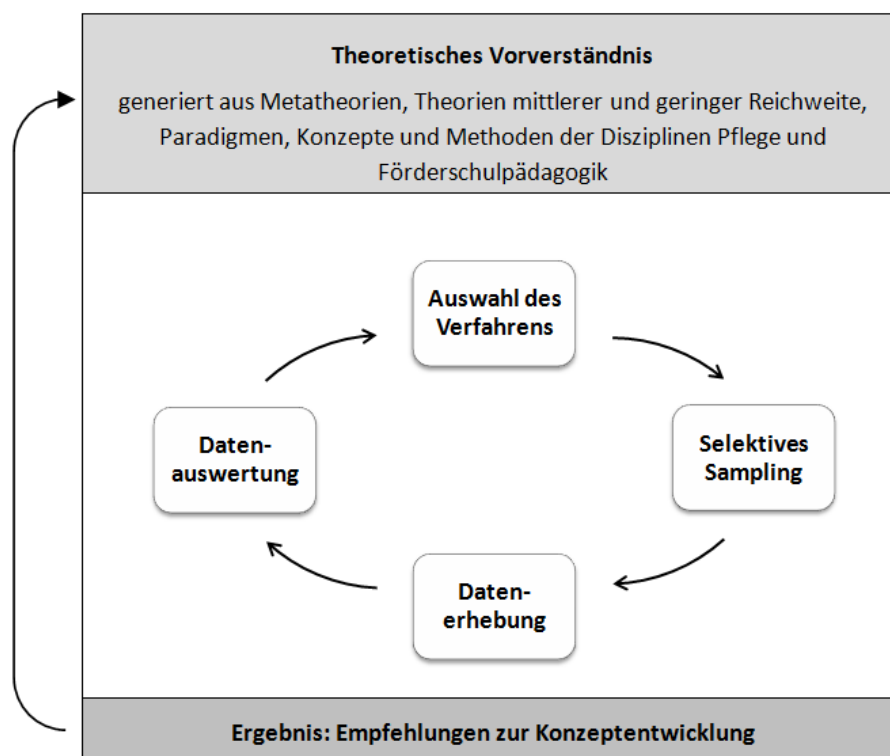 Theoretisches Vorverständnis
generiert aus Metatheorien, Theorien mittlerer und geringer Reichweite,
Paradigmen, Konzepte und Methoden der Disziplinen Pflege und
Förderschulpädagogik
Auswahl des
Verfahrens
Selektives
Sampling
Daten-
erhebung
Daten-
auswertung
Ergebnis: Empfehlungen zur Konzeptentwicklung